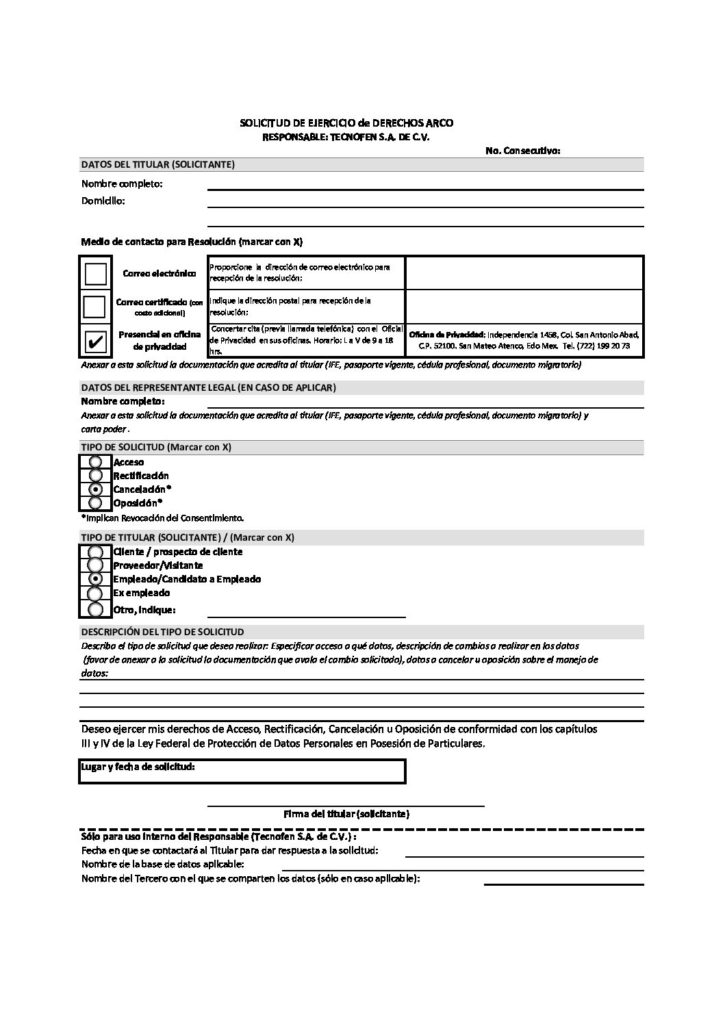 SOLICITUD DE EJERCICIO de DERECHOS ARCO
RESPONSABLE: TECNOFEN S.A. DE C.V.
No. Consecutivo:
DATOS DEL TITULAR (SOLICITANTE)
Nombre completo:
Domicilio:
Medio de contacto para Resolución (marcar con X)
Correo electrónico
Proporcione la dirección de correo electrónico para
recepción de la resolución:
Correo certificado (con
costo adicional)
Indique la dirección postal para recepción de la
resolución:
✔
Presencial en oficina
de privacidad
Concertar cita (previa llamada telefónica) con el Oficial
de Privacidad en sus oficinas. Horario: L a V de 9 a 18
hrs.
Oficina de Privacidad: Independencia 1458, Col. San Antonio Abad,
C.P. 52100. San Mateo Atenco, Edo Mex. Tel. (722) 199 20 73
Anexar a esta solicitud la documentación que acredita al titular (IFE, pasaporte vigente, cédula profesional, documento migratorio)
DATOS DEL REPRESENTANTE LEGAL (EN CASO DE APLICAR)
Nombre completo:
Anexar a esta solicitud la documentación que acredita al titular (IFE, pasaporte vigente, cédula profesional, documento migratorio) y
carta poder .
TIPO DE SOLICITUD (Marcar con X)
Acceso
Rectificación
Cancelación*
Oposición*
*Implican Revocación del Consentimiento.
TIPO DE TITULAR (SOLICITANTE) / (Marcar con X)
Cliente / prospecto de cliente
Proveedor/Visitante
Empleado/Candidato a Empleado
Ex empleado
Otro, indique:
DESCRIPCIÓN DEL TIPO DE SOLICITUD
Describa el tipo de solicitud que desea realizar: Especificar acceso a qué datos, descripción de cambios a realizar en los datos
(favor de anexar a la solicitud la documentación que avala el cambio solicitado), datos a cancelar u oposición sobre el manejo de
datos:
Deseo ejercer mis derechos de Acceso, Rectificación, Cancelación u Oposición de conformidad con los capítulos
III y IV de la Ley Federal de Protección de Datos Personales en Posesión de Particulares.
Lugar y fecha de solicitud:
Firma del titular (solicitante)
Sólo para uso interno del Responsable (Tecnofen S.A. de C.V.) :
Fecha en que se contactará al Titular para dar respuesta a la solicitud:
Nombre de la base de datos aplicable:
Nombre del Tercero con el que se comparten los datos (sólo en caso aplicable):